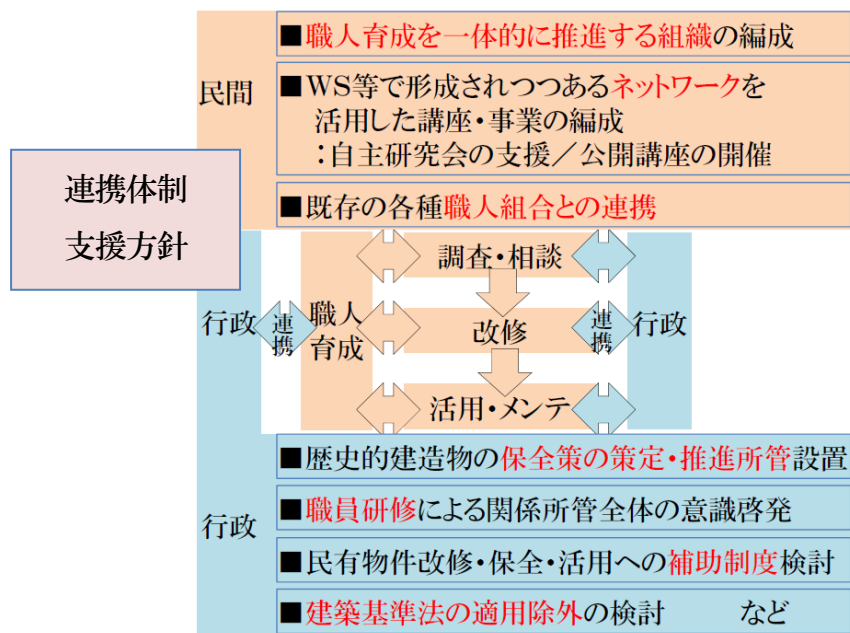 ■職人育成を一体的に推進する組織の編成
民間
■WS等で形成されつつあるネットワークを
活用した講座・事業の編成
：自主研究会の支援／公開講座の開催
■既存の各種職人組合との連携
連携体制
支援方針
調査・相談
行政
連携
職人
育成
改修
連携
行政
活用・メンテ
行政
■歴史的建造物の保全策の策定・推進所管設置
■職員研修による関係所管全体の意識啓発
■民有物件改修・保全・活用への補助制度検討
■建築基準法の適用除外の検討　　など